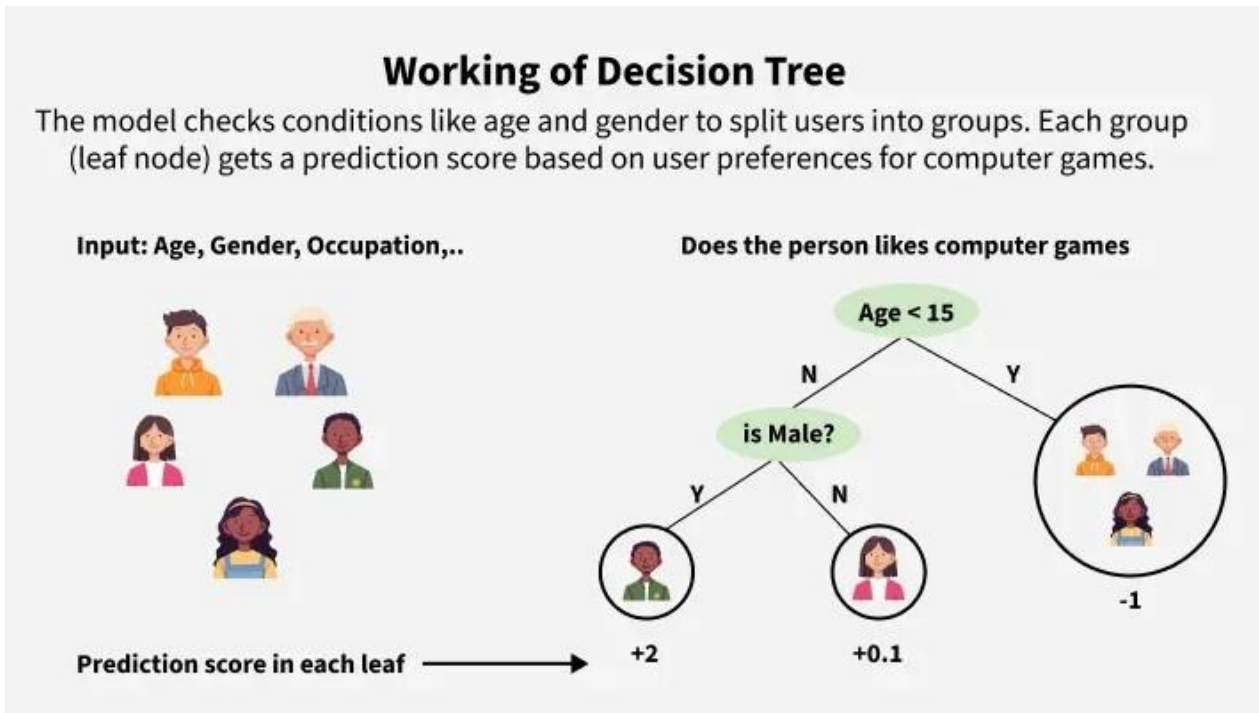 Working of Decision Tree
The model checks conditions like age and gender to split users into groups. Each group
(leaf node) gets a prediction score based on user preferences for computer games.
Input: Age, Gender, Occupation,..
Does the person likes computer games
Age < 15
N
Y
is Male?
Y
N
-1
+2
+0.1
Prediction score in each leaf